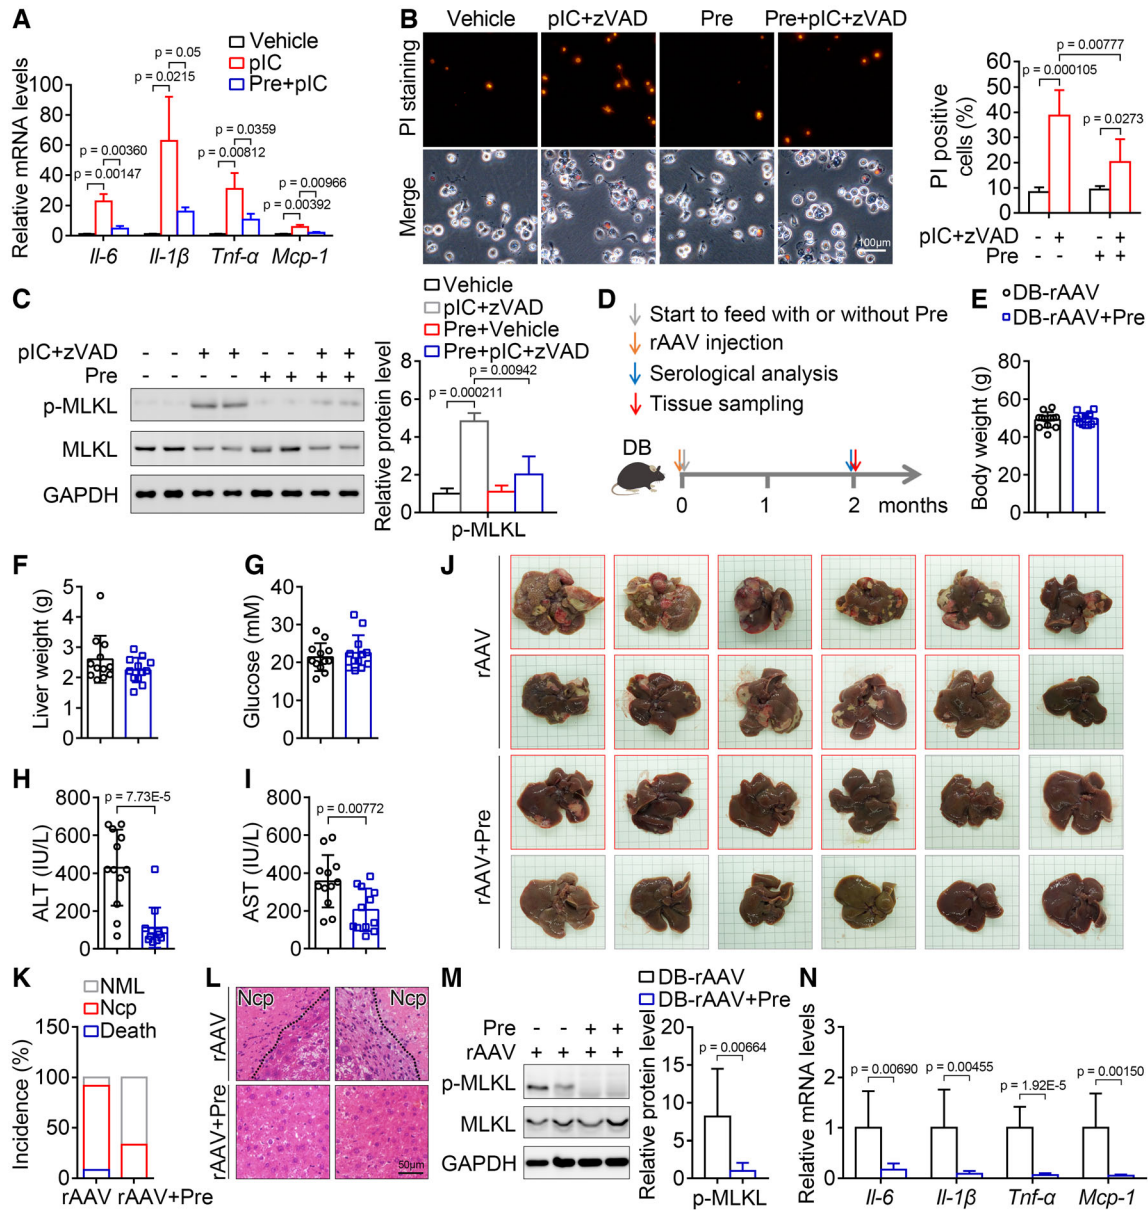 A
Vehicle
pIC
Pre+pIC
Relative mRNA levels
100
80
60
40
20
0
p = 0.00360
p = 0.00147
p = 0.05
p = 0.0215
p = 0.0359
p = 0.00812
p = 0.00966
p = 0.00392
Il-6 Il-1β Tnf-α Mcp-1
B
Vehicle pIC+zVAD Pre Pre+pIC+zVAD
PI staining
Merge
100μm
PI positive
cells (%)
60
50
40
30
20
10
0
p = 0.00777
p = 0.000105
p = 0.0273
pIC+zVAD - + - +
Pre - - + +
C
pIC+zVAD - - + + - - + +
Pre - - - - + + + +
p-MLKL
MLKL
GAPDH
Vehicle
pIC+zVAD
Pre+Vehicle
Pre+pIC+zVAD
Relative protein level
8
6
4
2
0
p = 0.00942
p = 0.000211
p-MLKL
D
Start to feed with or without Pre
rAAV injection
Serological analysis
Tissue sampling
DB
0 1 2 months
E
DB-rAAV
DB-rAAV+Pre
Body weight (g)
80
60
40
20
0
F
Liver weight (g)
5
4
3
2
1
0
G
Glucose (mM)
40
30
20
10
0
H
ALT (IU/L)
800
600
400
200
0
p = 7.73E-5
I
AST (IU/L)
800
600
400
200
0
p = 0.00772
J
rAAV
rAAV+Pre
K
NML
Ncp
Death
Incidence (%)
150
100
50
0
rAAV rAAV+Pre
L
rAAV
rAAV+Pre
Ncp
Ncp
50μm
M
Pre - - + +
rAAV + + + +
p-MLKL
MLKL
GAPDH
DB-rAAV
DB-rAAV+Pre
Relative protein level
20
15
10
5
0
p = 0.00664
p-MLKL
N
Relative mRNA levels
3
2
1
0
p = 0.00690
p = 0.00455
p = 1.92E-5
p = 0.00150
Il-6 Il-1β Tnf-α Mcp-1